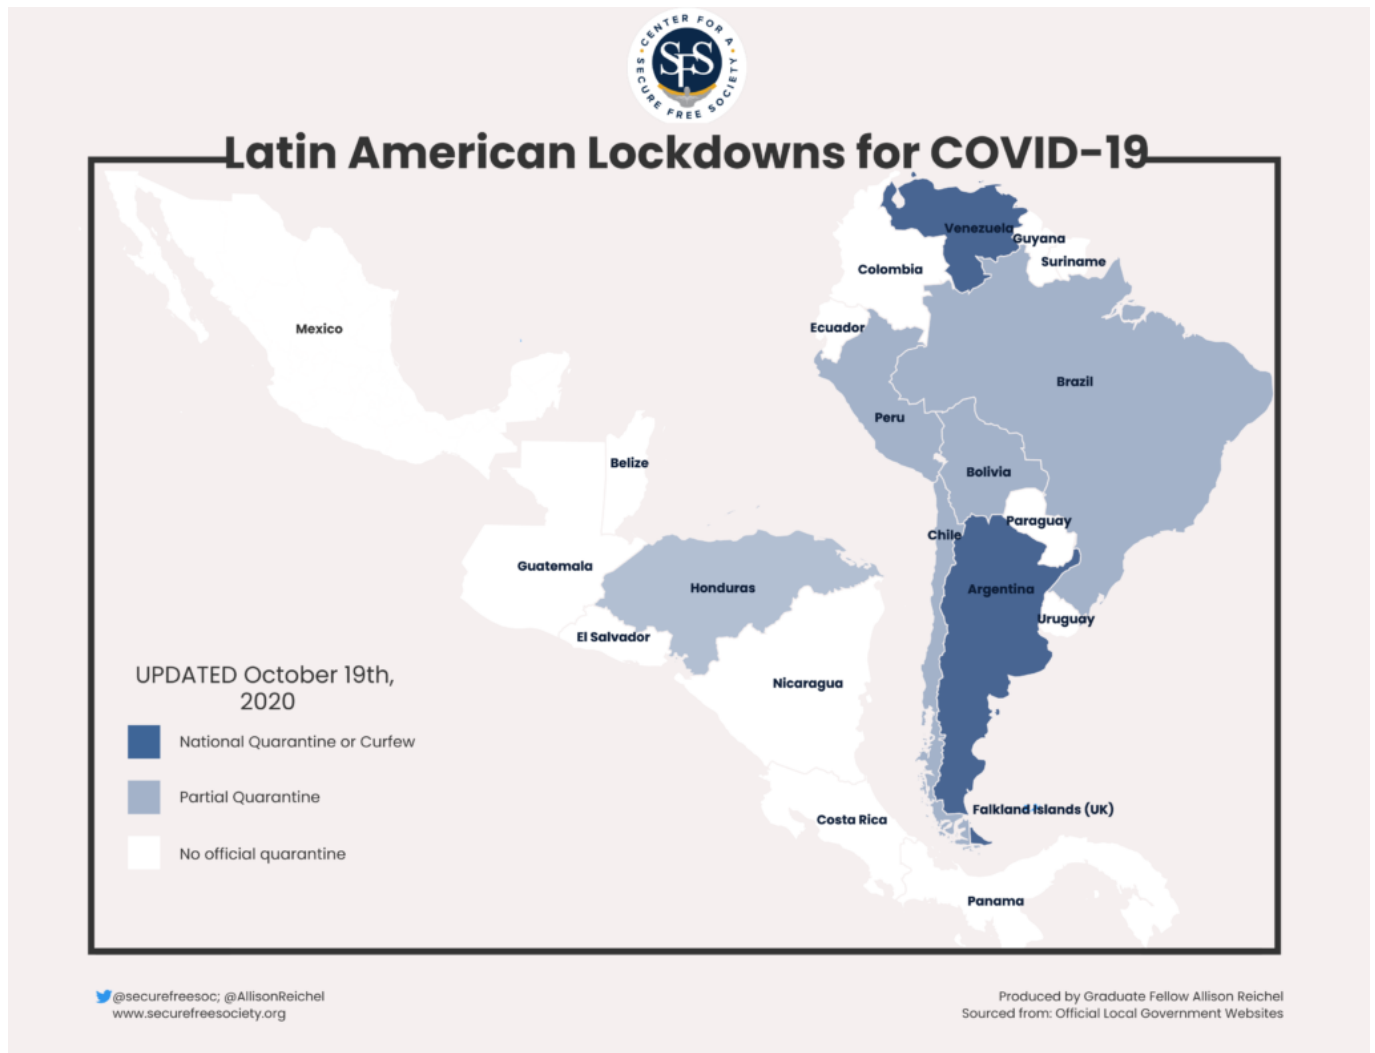 CENTER FOR A
SECURE FREE SOCIETY
SFS
Latin American Lockdowns for COVID-19
Venezuela
Guyana
Suriname
Colombia
Ecuador
Mexico
Brazil
Peru
Belize
Bolivia
Paraguay
Chile
Guatemala
Honduras
Argentina
Uruguay
El Salvador
Nicaragua
UPDATED October 19th,
2020
National Quarantine or Curfew
Partial Quarantine
Falkland Islands (UK)
Costa Rica
No official quarantine
Panama
@securefreesoc; @AllisonReichel
www.securefreesociety.org
Produced by Graduate Fellow Allison Reichel
Sourced from: Official Local Government Websites